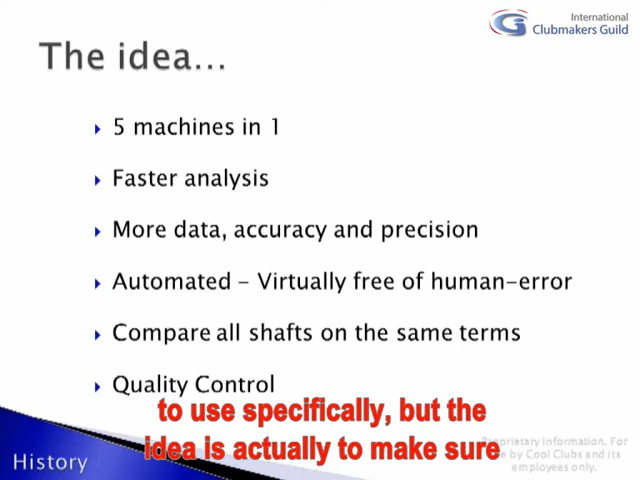 International
Clubmakers Guild
The idea...
5 machines in 1
Faster analysis
More data, accuracy and precision
Automated – Virtually free of human-error
Compare all shafts on the same terms
Quality Control
to use specifically, but the
idea is actually to make sure
Proprietary Information. For
by Cool Clubs and its
employees only.
History